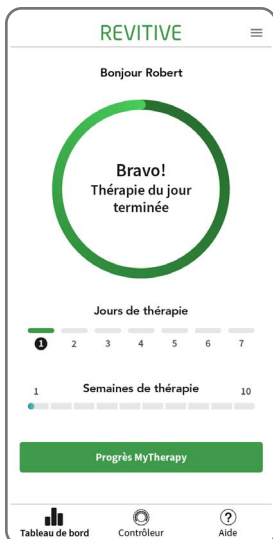 REVITIVE
Bonjour Robert
Bravo!
Thérapie du jour
terminée
Jours de thérapie
1 2 3 4 5 6 7
1 Semaines de thérapie 10
Progrès MyTherapy
Tableau de bord Contrôleur ? Aide